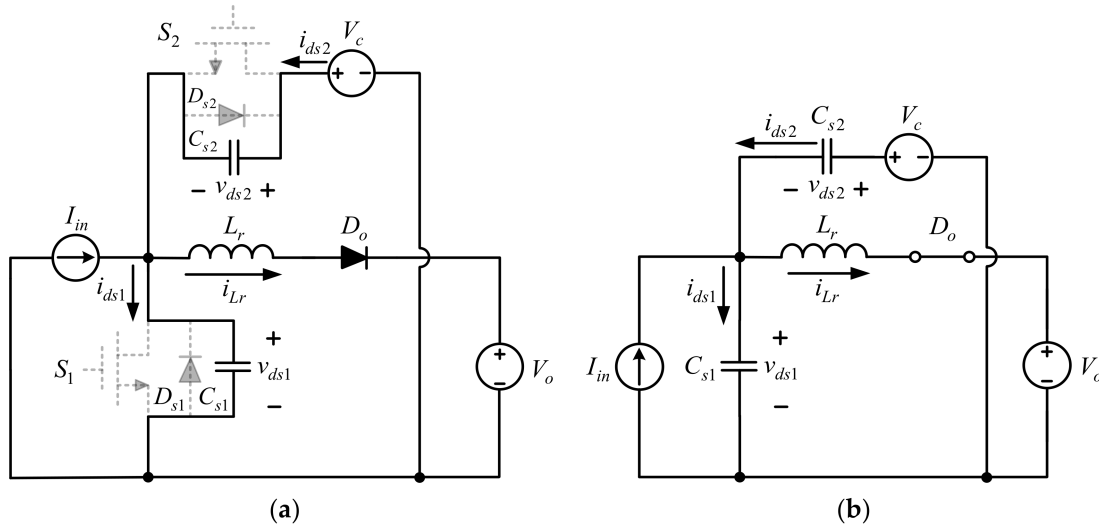 S2
ids2
Vc
+ −
Ds2
Cs2
− vds2 +
Iin
Lr
Do
ids1
iLr
S1
Ds1
Cs1
+
vds1
−
+
−
Vo
(a)
ids2
Cs2
Vc
+ −
− vds2 +
Lr
Do
ids1
iLr
Iin
Cs1
+
vds1
−
+
−
Vo
(b)